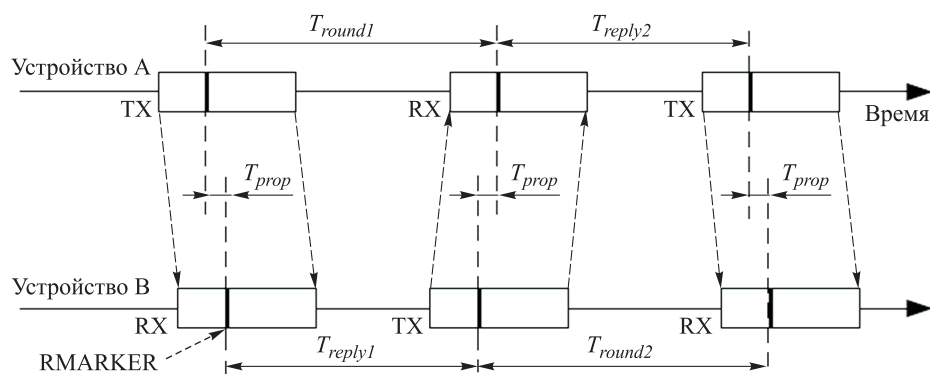 T_round1 T_reply2
Устройство A
TX RX TX Время
T_prop T_prop T_prop
Устройство B
RX TX RX
RMARKER T_reply1 T_round2